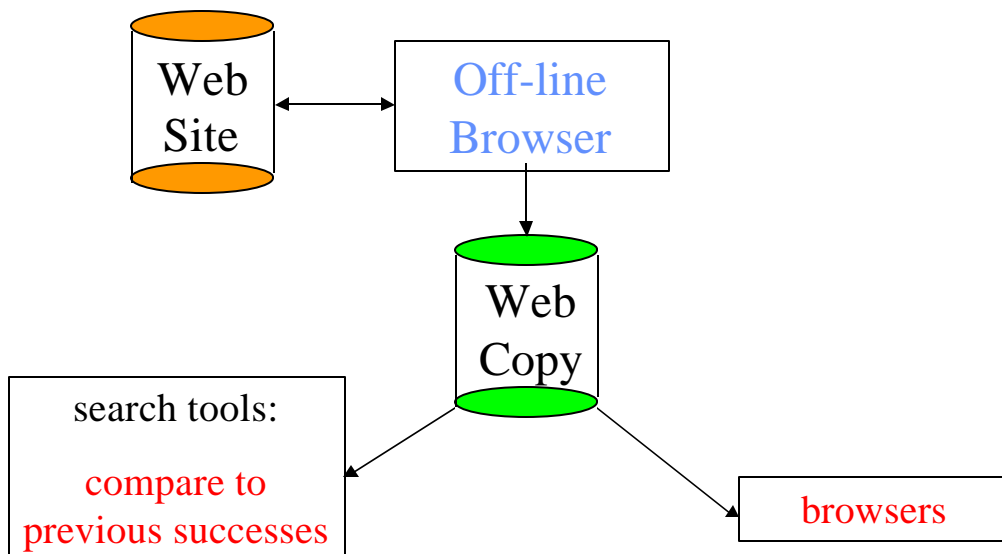 Web
Site
Off-line
Browser
Web
Copy
search tools:
compare to
previous successes
browsers